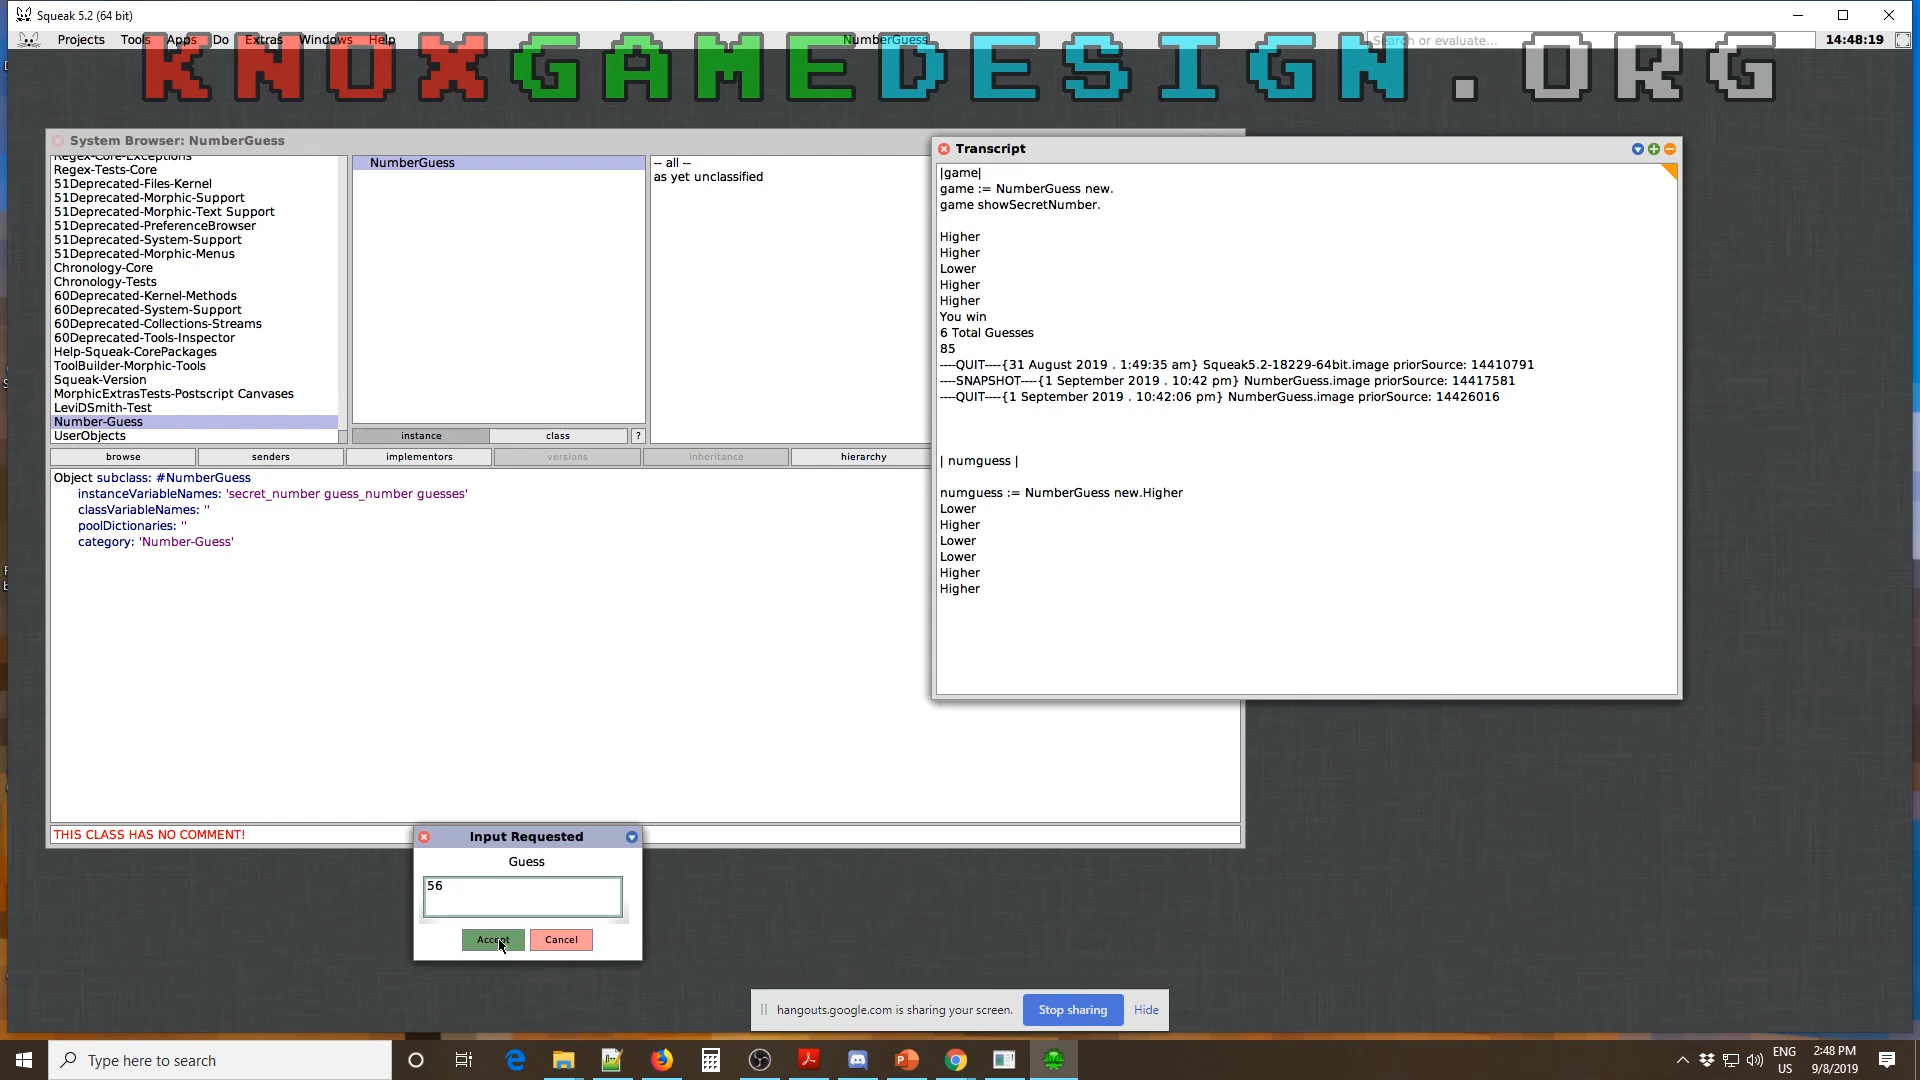 Squeak 5.2 (64 bit)
Projects Tools Apps Do Extras Windows Help
NumberGuess
Search or evaluate...
14:48:19
KNOXGAMEDESIGN.ORG
System Browser: NumberGuess
Regex-Core-Exceptions
Regex-Tests-Core
51Deprecated-Files-Kernel
51Deprecated-Morphic-Support
51Deprecated-Morphic-Text Support
51Deprecated-PreferenceBrowser
51Deprecated-System-Support
51Deprecated-Morphic-Menus
Chronology-Core
Chronology-Tests
60Deprecated-Kernel-Methods
60Deprecated-System-Support
60Deprecated-Collections-Streams
60Deprecated-Tools-Inspector
Help-Squeak-CorePackages
ToolBuilder-Morphic-Tools
Squeak-Version
MorphicExtrasTests-Postscript Canvases
LeviDSmith-Test
Number-Guess
UserObjects
NumberGuess
instance class ?
-- all --
as yet unclassified
browse senders implementors versions inheritance hierarchy
Object subclass: #NumberGuess
instanceVariableNames: 'secret_number guess_number guesses'
classVariableNames: ''
poolDictionaries: ''
category: 'Number-Guess'
THIS CLASS HAS NO COMMENT!
Transcript
|game|
game := NumberGuess new.
game showSecretNumber.
Higher
Higher
Lower
Higher
Higher
You win
6 Total Guesses
85
----QUIT----{31 August 2019 . 1:49:35 am} Squeak5.2-18229-64bit.image priorSource: 14410791
----SNAPSHOT----{1 September 2019 . 10:42 pm} NumberGuess.image priorSource: 14417581
----QUIT----{1 September 2019 . 10:42:06 pm} NumberGuess.image priorSource: 14426016
| numguess |
numguess := NumberGuess new.Higher
Lower
Higher
Lower
Lower
Higher
Higher
Input Requested
Guess
56
Accept Cancel
hangouts.google.com is sharing your screen. Stop sharing Hide
Type here to search
ENG
US
2:48 PM
9/8/2019